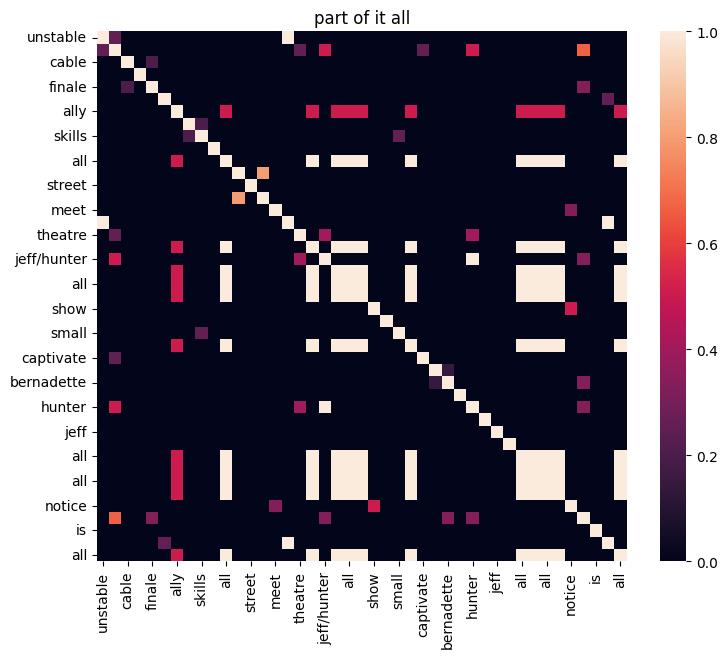 part of it all
unstable
cable
finale
ally
skills
all
street
meet
theatre
jeff/hunter
all
show
small
captivate
bernadette
hunter
jeff
all
all
notice
is
all
1.0
0.8
0.6
0.4
0.2
0.0
unstable
cable
finale
ally
skills
all
street
meet
theatre
jeff/hunter
all
show
small
captivate
bernadette
hunter
jeff
all
all
notice
is
all